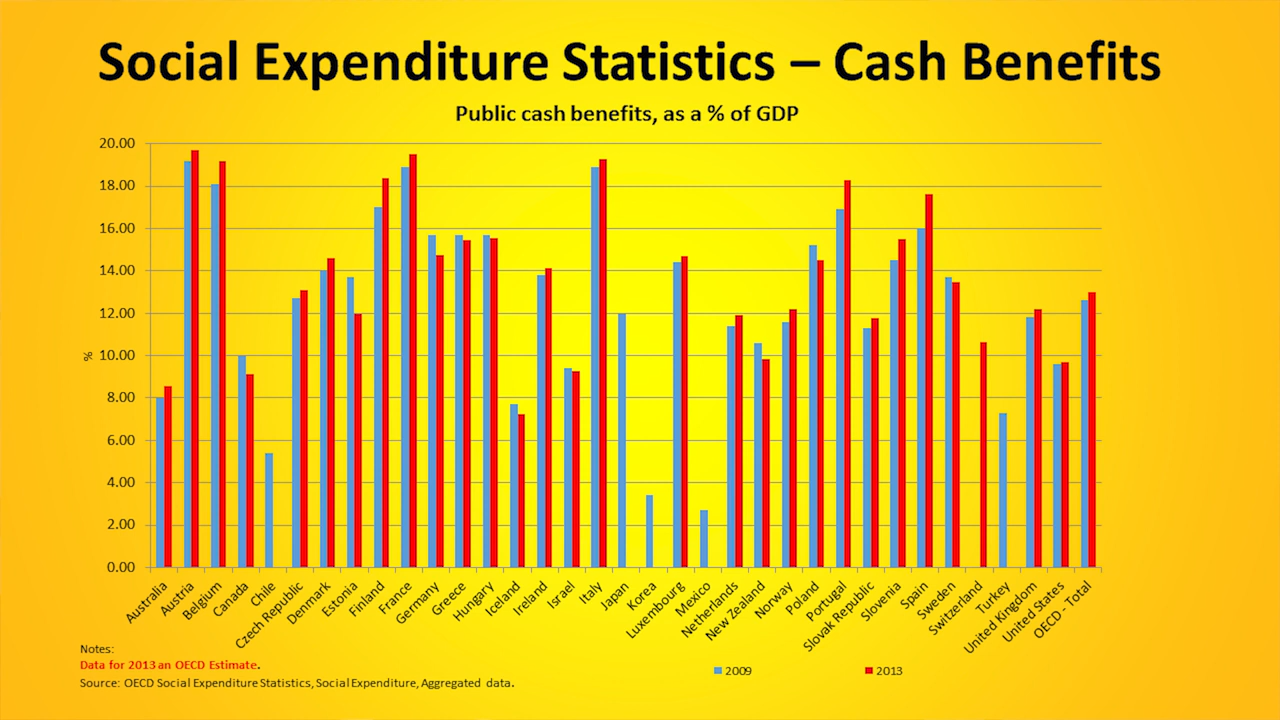 Social Expenditure Statistics – Cash Benefits
Public cash benefits, as a % of GDP
20.00
18.00
16.00
14.00
12.00
10.00
8.00
6.00
4.00
2.00
0.00
%
Australia
Austria
Belgium
Canada
Chile
Czech Republic
Denmark
Estonia
Finland
France
Germany
Greece
Hungary
Iceland
Ireland
Israel
Italy
Japan
Korea
Luxembourg
Mexico
Netherlands
New Zealand
Norway
Poland
Portugal
Slovak Republic
Slovenia
Spain
Sweden
Switzerland
Turkey
United Kingdom
United States
OECD - Total
Notes:
Data for 2013 an OECD Estimate.
Source: OECD Social Expenditure Statistics, Social Expenditure, Aggregated data.
2009
2013